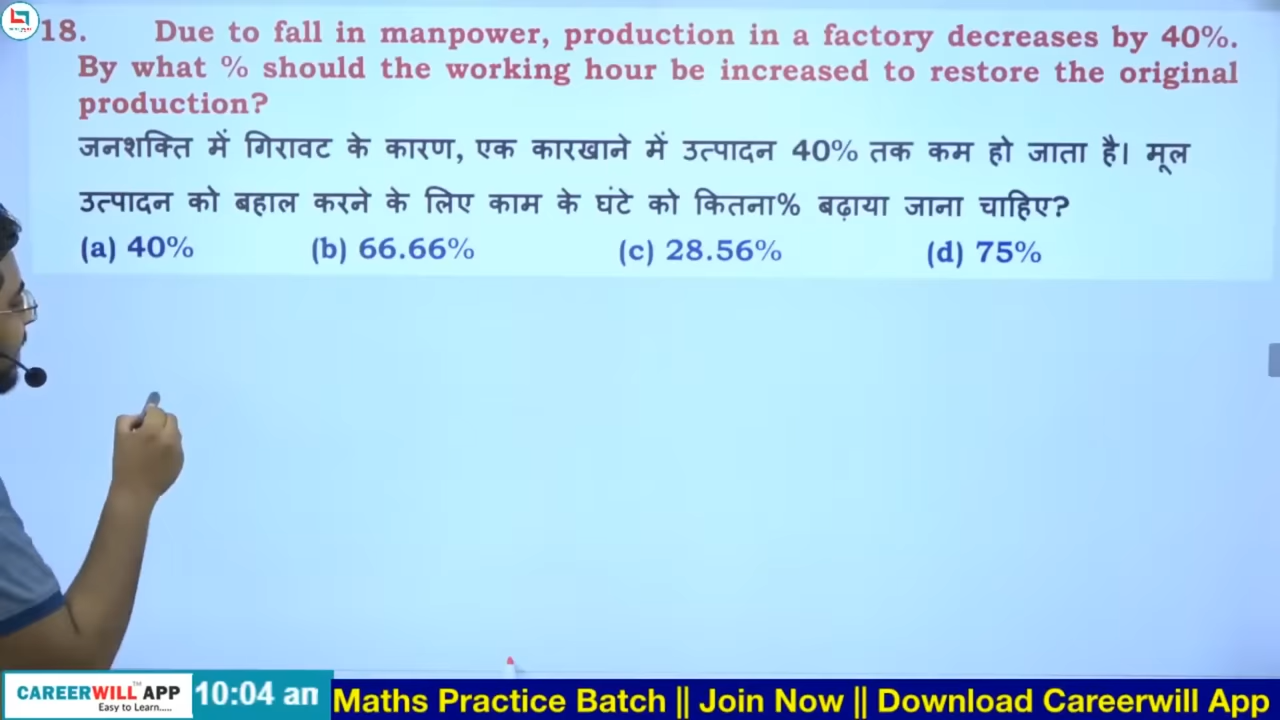 18. Due to fall in manpower, production in a factory decreases by 40%.
By what % should the working hour be increased to restore the original
production?
जनशक्ति में गिरावट के कारण, एक कारखाने में उत्पादन 40% तक कम हो जाता है। मूल
उत्पादन को बहाल करने के लिए काम के घंटे को कितना% बढ़ाया जाना चाहिए?
(a) 40% (b) 66.66% (c) 28.56% (d) 75%
CAREERWILL™ APP
Easy to Learn.....
10:04 an
Maths Practice Batch || Join Now || Download Careerwill App